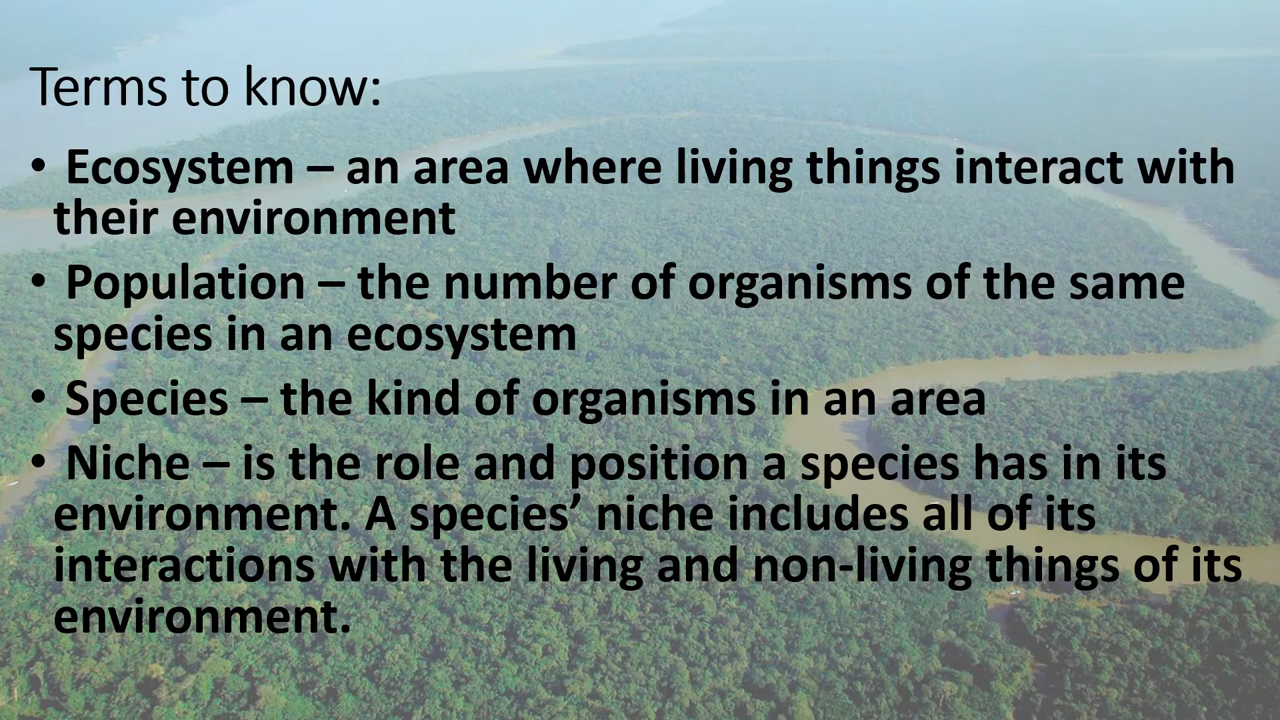 Terms to know:
• Ecosystem – an area where living things interact with
their environment
• Population – the number of organisms of the same
species in an ecosystem
• Species – the kind of organisms in an area
• Niche – is the role and position a species has in its
environment. A species’ niche includes all of its
interactions with the living and non-living things of its
environment.